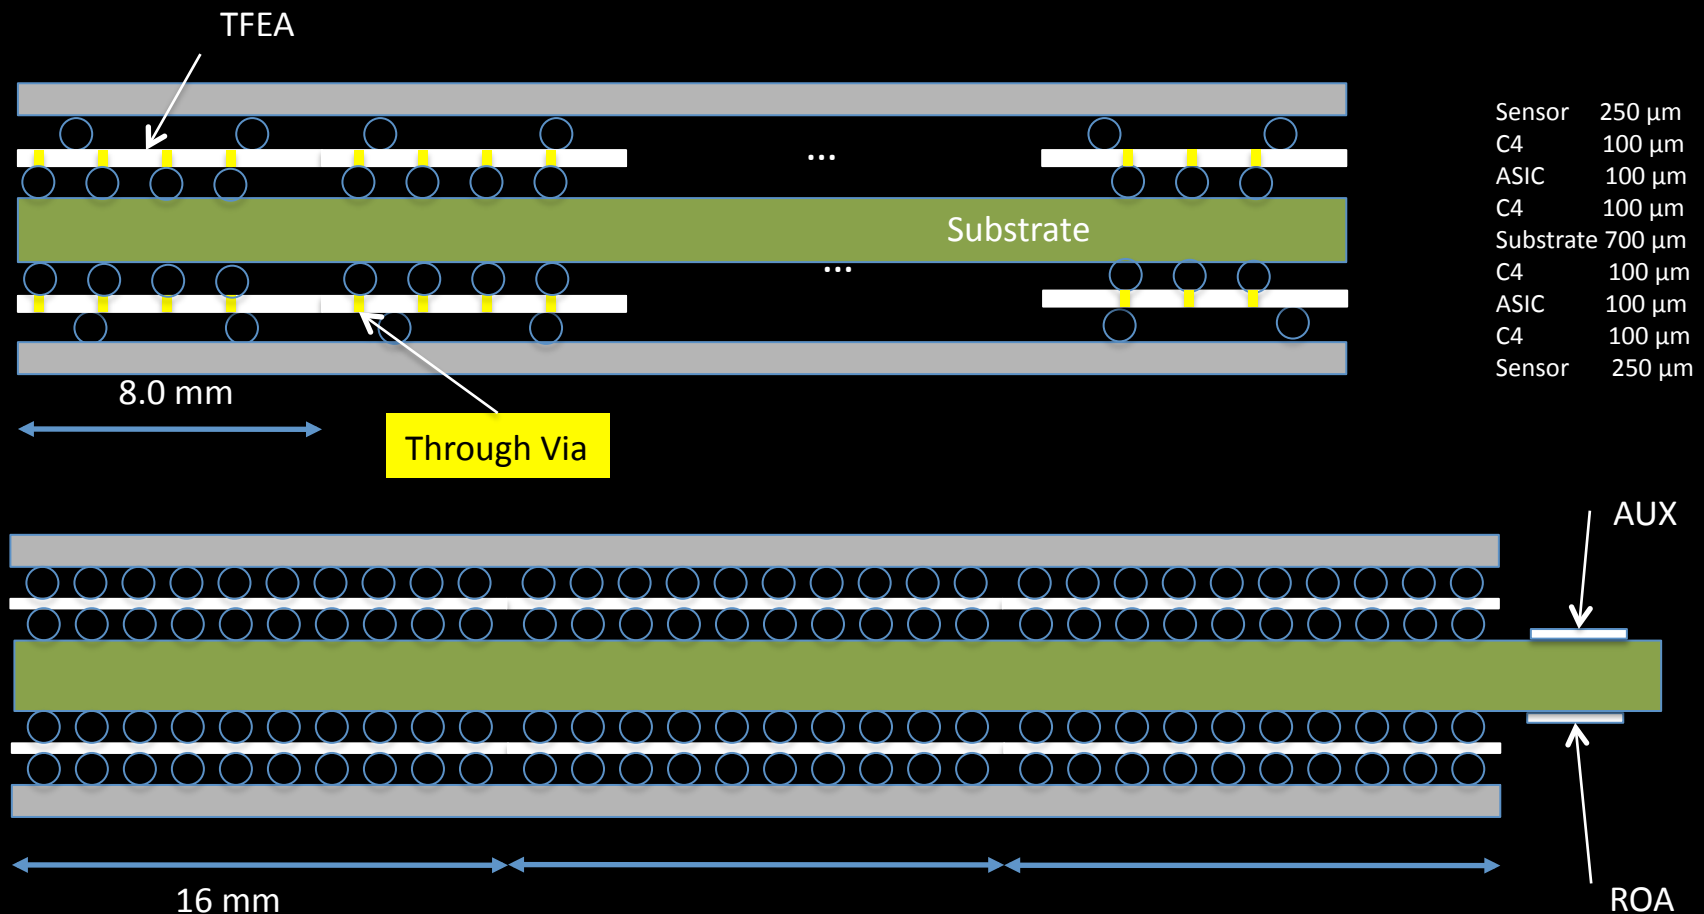 TFEA
Sensor 250 µm
C4 100 µm
ASIC 100 µm
C4 100 µm
Substrate 700 µm
C4 100 µm
ASIC 100 µm
C4 100 µm
Sensor 250 µm
...
Substrate
...
8.0 mm
Through Via
AUX
16 mm
ROA